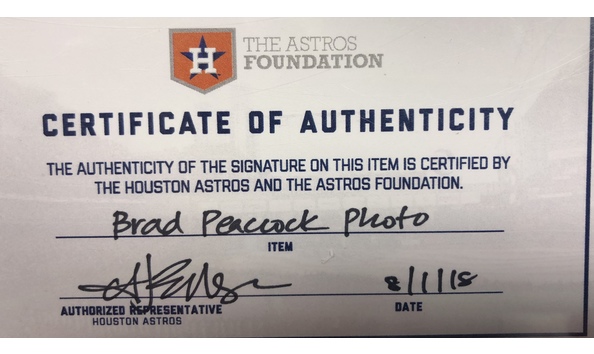 H
THE ASTROS
FOUNDATION
CERTIFICATE OF AUTHENTICITY
THE AUTHENTICITY OF THE SIGNATURE ON THIS ITEM IS CERTIFIED BY
THE HOUSTON ASTROS AND THE ASTROS FOUNDATION.
Brad Peacock Photo
ITEM
8/1/18
AUTHORIZED REPRESENTATIVE DATE
HOUSTON ASTROS